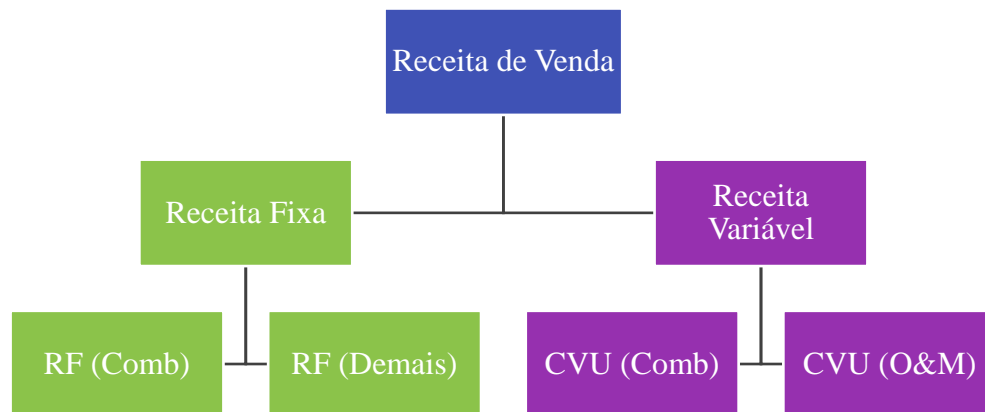 Receita de Venda
Receita Fixa
Receita
Variável
RF (Comb)
RF (Demais)
CVU (Comb)
CVU (O&M)